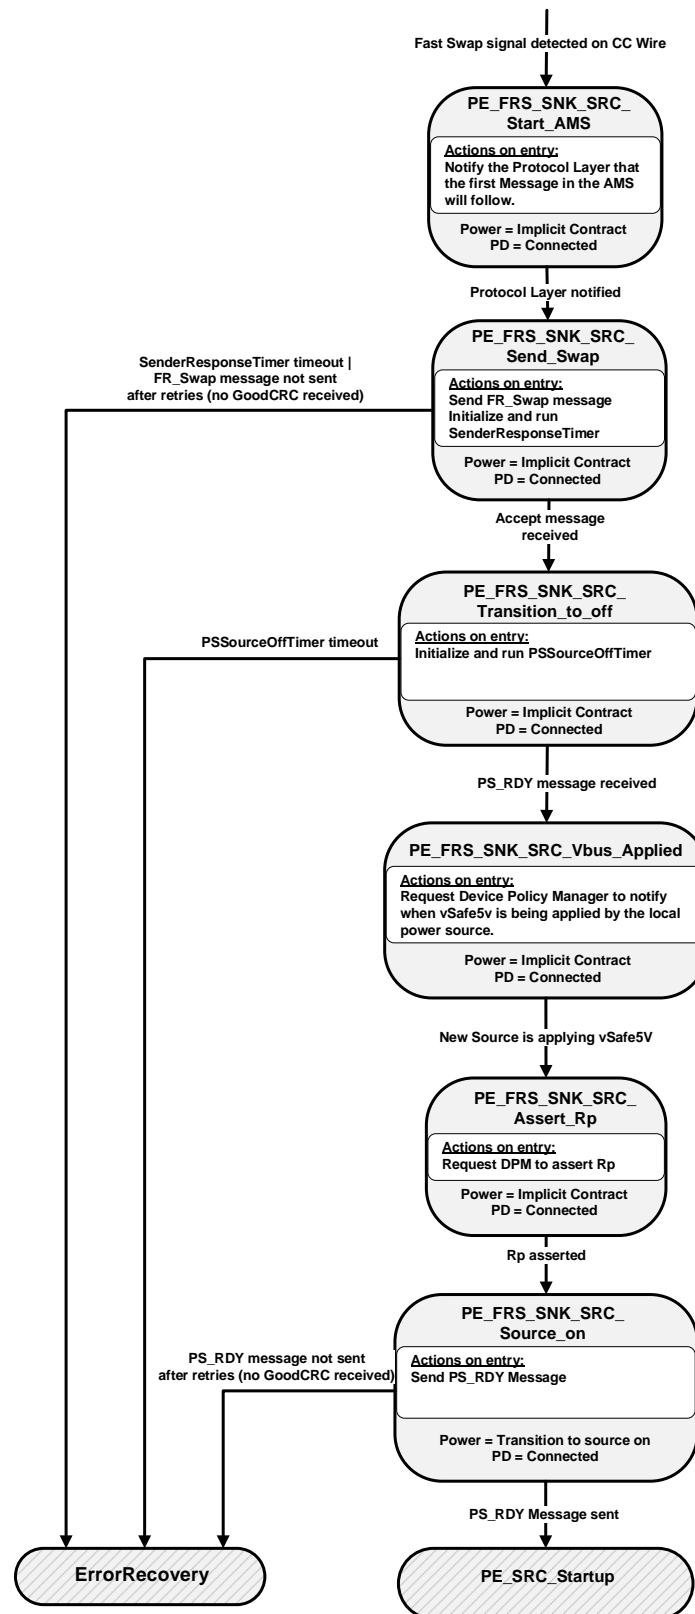 Fast Swap signal detected on CC Wire
PE_FRS_SNK_SRC_
Start_AMS
Actions on entry:
Notify the Protocol Layer that
the first Message in the AMS
will follow.
Power = Implicit Contract
PD = Connected
Protocol Layer notified
SenderResponseTimer timeout |
FR_Swap message not sent
after retries (no GoodCRC received)
PE_FRS_SNK_SRC_
Send_Swap
Actions on entry:
Send FR_Swap message
Initialize and run
SenderResponseTimer
Power = Implicit Contract
PD = Connected
Accept message
received
PE_FRS_SNK_SRC_
Transition_to_off
PSSourceOffTimer timeout
Actions on entry:
Initialize and run PSSourceOffTimer
Power = Implicit Contract
PD = Connected
PS_RDY message received
PE_FRS_SNK_SRC_Vbus_Applied
Actions on entry:
Request Device Policy Manager to notify
when vSafe5v is being applied by the local
power source.
Power = Implicit Contract
PD = Connected
New Source is applying vSafe5V
PE_FRS_SNK_SRC_
Assert_Rp
Actions on entry:
Request DPM to assert Rp
Power = Implicit Contract
PD = Connected
Rp asserted
PE_FRS_SNK_SRC_
Source_on
PS_RDY message not sent
after retries (no GoodCRC received)
Actions on entry:
Send PS_RDY Message
Power = Transition to source on
PD = Connected
PS_RDY Message sent
ErrorRecovery
PE_SRC_Startup